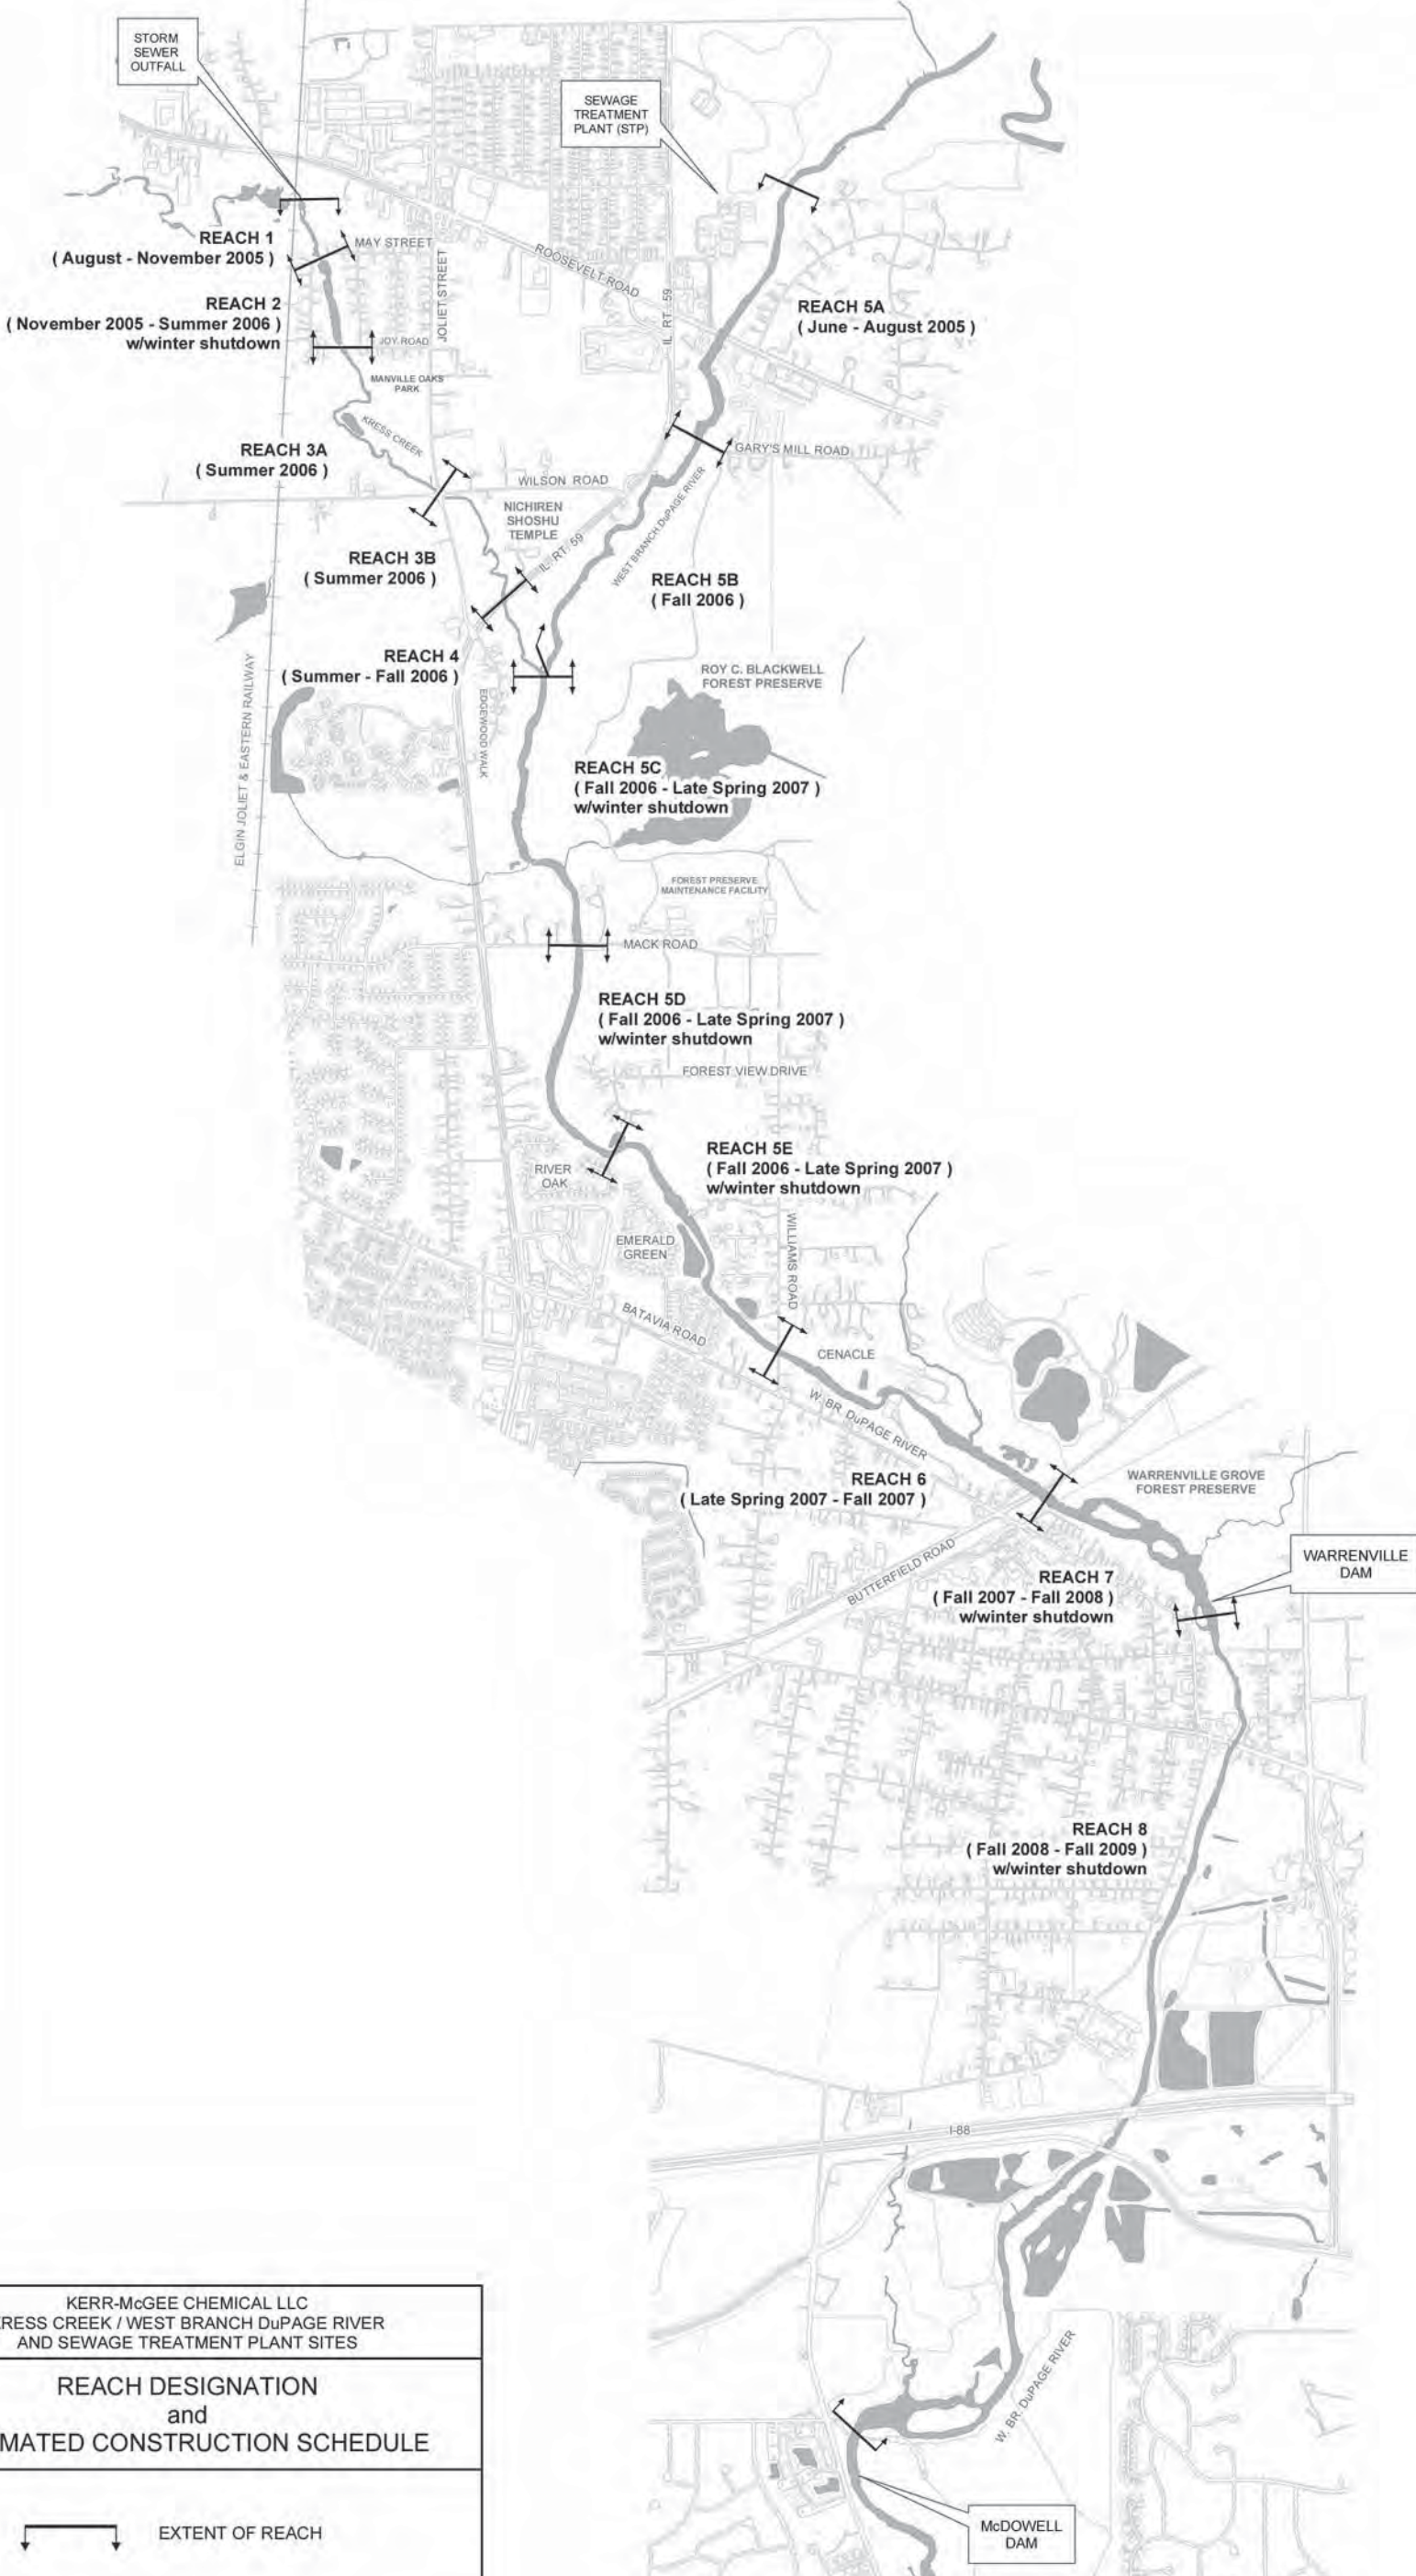 STORM
SEWER
OUTFALL
SEWAGE
TREATMENT
PLANT (STP)
REACH 1
( August - November 2005 )
MAY STREET
JOLIET STREET
ROOSEVELT ROAD
IL. RT. 59
REACH 2
( November 2005 - Summer 2006 )
w/winter shutdown
JOY ROAD
MANVILLE OAKS
PARK
REACH 5A
( June - August 2005 )
KRESS CREEK
REACH 3A
( Summer 2006 )
GARY'S MILL ROAD
WILSON ROAD
NICHIREN
SHOSHU
TEMPLE
IL. RT. 59
WEST BRANCH DuPAGE RIVER
REACH 3B
( Summer 2006 )
REACH 5B
( Fall 2006 )
REACH 4
( Summer - Fall 2006 )
ROY C. BLACKWELL
FOREST PRESERVE
ELGIN JOLIET & EASTERN RAILWAY
EDGEWOOD WALK
REACH 5C
( Fall 2006 - Late Spring 2007 )
w/winter shutdown
FOREST PRESERVE
MAINTENANCE FACILITY
MACK ROAD
REACH 5D
( Fall 2006 - Late Spring 2007 )
w/winter shutdown
FOREST VIEW DRIVE
REACH 5E
( Fall 2006 - Late Spring 2007 )
w/winter shutdown
RIVER
OAK
EMERALD
GREEN
WILLIAMS ROAD
BATAVIA ROAD
CENACLE
W. BR. DuPAGE RIVER
REACH 6
( Late Spring 2007 - Fall 2007 )
WARRENVILLE GROVE
FOREST PRESERVE
BUTTERFIELD ROAD
WARRENVILLE
DAM
REACH 7
( Fall 2007 - Fall 2008 )
w/winter shutdown
REACH 8
( Fall 2008 - Fall 2009 )
w/winter shutdown
I-88
W. BR. DuPAGE RIVER
McDOWELL
DAM
KERR-McGEE CHEMICAL LLC
RESS CREEK / WEST BRANCH DuPAGE RIVER
AND SEWAGE TREATMENT PLANT SITES
REACH DESIGNATION
and
MATED CONSTRUCTION SCHEDULE
EXTENT OF REACH